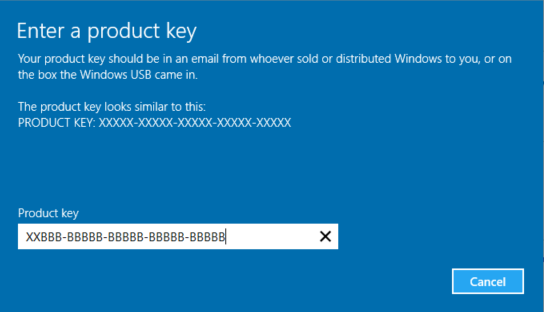 Enter a product key
Your product key should be in an email from whoever sold or distributed Windows to you, or on
the box the Windows USB came in.
The product key looks similar to this:
PRODUCT KEY: XXXXX-XXXXX-XXXXX-XXXXX-XXXXX
Product key
XXBBB-BBBBB-BBBBB-BBBBB-BBBBB
Cancel